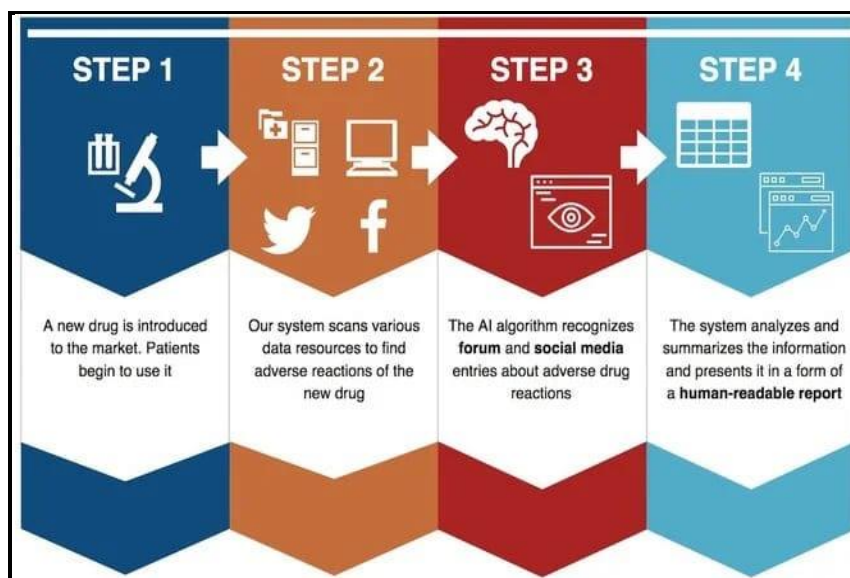 STEP 1
A new drug is introduced
to the market. Patients
begin to use it
STEP 2
Our system scans various
data resources to find
adverse reactions of the
new drug
STEP 3
The AI algorithm recognizes
forum and social media
entries about adverse drug
reactions
STEP 4
The system analyzes and
summarizes the information
and presents it in a form of
a human-readable report